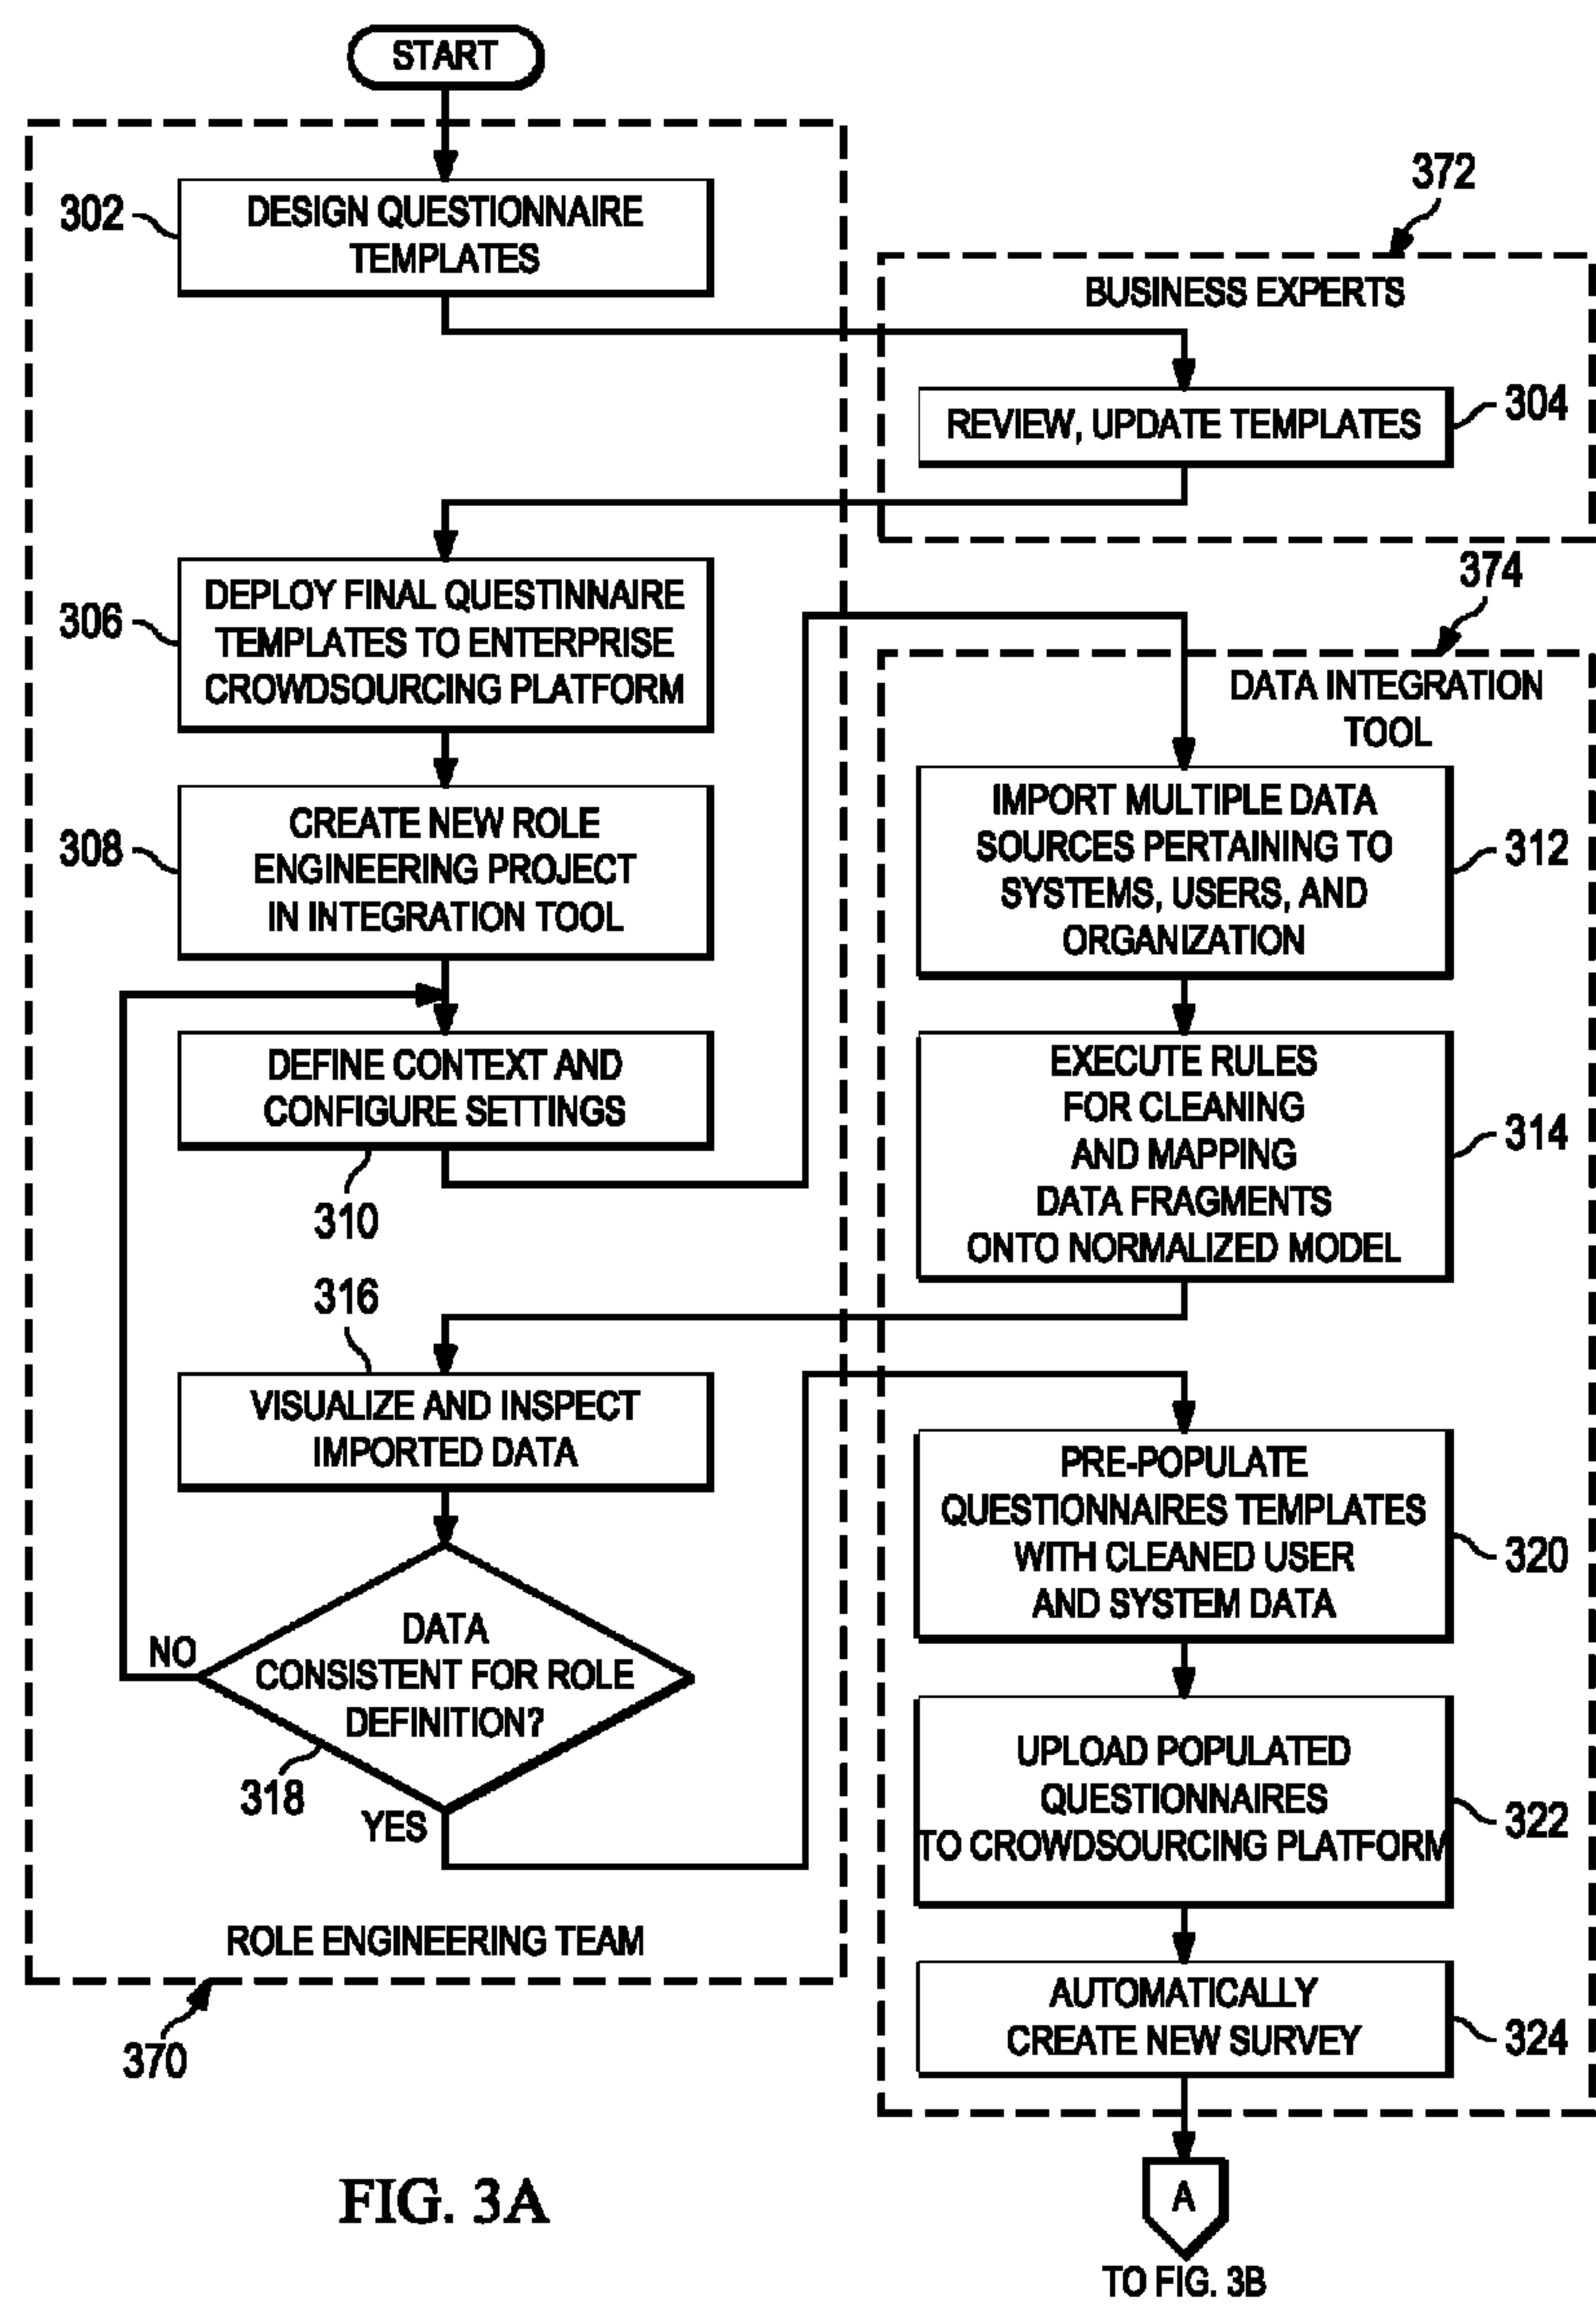 START
302
DESIGN QUESTIONNAIRE
TEMPLATES
372
BUSINESS EXPERTS
REVIEW, UPDATE TEMPLATES
304
306
DEPLOY FINAL QUESTINNAIRE
TEMPLATES TO ENTERPRISE
CROWDSOURCING PLATFORM
308
CREATE NEW ROLE
ENGINEERING PROJECT
IN INTEGRATION TOOL
DEFINE CONTEXT AND
CONFIGURE SETTINGS
310
374
DATA INTEGRATION
TOOL
IMPORT MULTIPLE DATA
SOURCES PERTAINING TO
SYSTEMS, USERS, AND
ORGANIZATION
312
EXECUTE RULES
FOR CLEANING
AND MAPPING
DATA FRAGMENTS
ONTO NORMALIZED MODEL
314
316
VISUALIZE AND INSPECT
IMPORTED DATA
DATA
CONSISTENT FOR ROLE
DEFINITION?
NO
318
YES
ROLE ENGINEERING TEAM
370
PRE-POPULATE
QUESTIONNAIRES TEMPLATES
WITH CLEANED USER
AND SYSTEM DATA
320
UPLOAD POPULATED
QUESTIONNAIRES
TO CROWDSOURCING PLATFORM
322
AUTOMATICALLY
CREATE NEW SURVEY
324
A
TO FIG. 3B
FIG. 3A